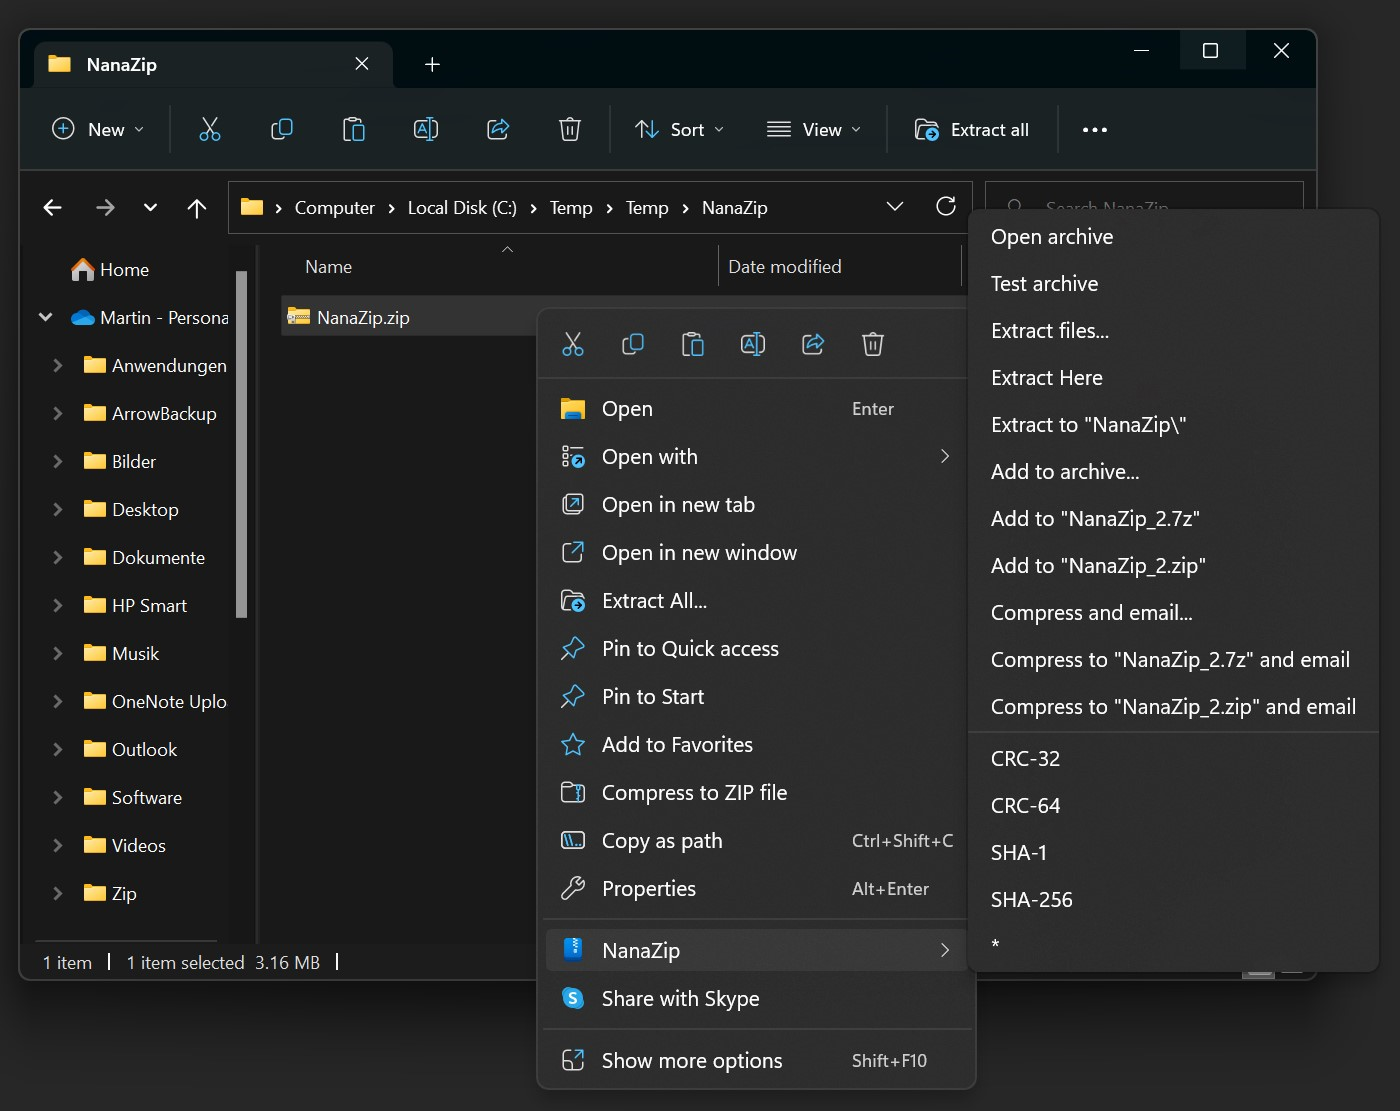 NanaZip
New
Sort
View
Extract all
Computer
Local Disk (C:)
Temp
Temp
NanaZip
Search NanaZip
Home
Martin - Persona
Anwendungen
ArrowBackup
Bilder
Desktop
Dokumente
HP Smart
Musik
OneNote Uplo
Outlook
Software
Videos
Zip
Name
Date modified
NanaZip.zip
Open Enter
Open with
Open in new tab
Open in new window
Extract All...
Pin to Quick access
Pin to Start
Add to Favorites
Compress to ZIP file
Copy as path Ctrl+Shift+C
Properties Alt+Enter
NanaZip
Share with Skype
Show more options Shift+F10
Open archive
Test archive
Extract files...
Extract Here
Extract to "NanaZip\"
Add to archive...
Add to "NanaZip_2.7z"
Add to "NanaZip_2.zip"
Compress and email...
Compress to "NanaZip_2.7z" and email
Compress to "NanaZip_2.zip" and email
CRC-32
CRC-64
SHA-1
SHA-256
*
1 item
1 item selected 3.16 MB